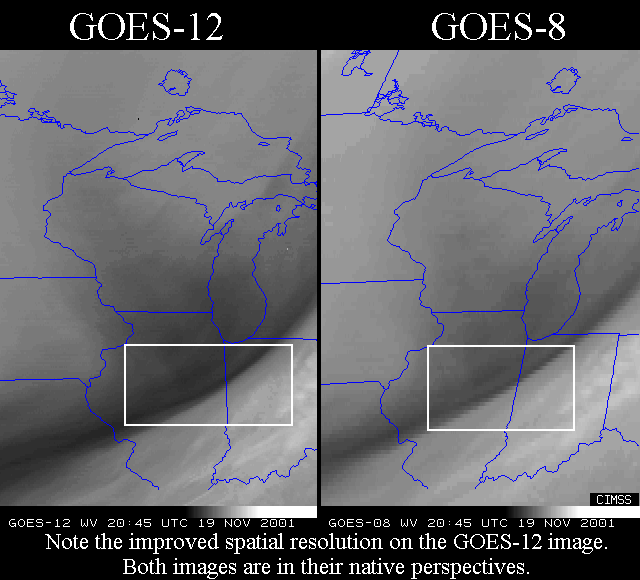 GOES-12
GOES-8
CIMSS
GOES-12 WV 20:45 UTC 19 NOV 2001
GOES-08 WV 20:45 UTC 19 NOV 2001
Note the improved spatial resolution on the GOES-12 image.
Both images are in their native perspectives.